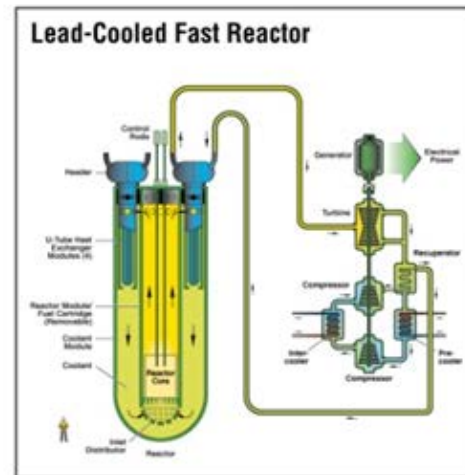 Lead-Cooled Fast Reactor
Control
Rods
Header
U-Tube Heat
Exchanger
Modules (4)
Reactor Module/
Fuel Cartridge
(Removable)
Coolant
Module
Coolant
Reactor
Core
Inlet
Distributor
Reactor
Generator
Electrical
Power
Turbine
Recuperator
Compressor
Inter-
cooler
Pre-
cooler
Compressor